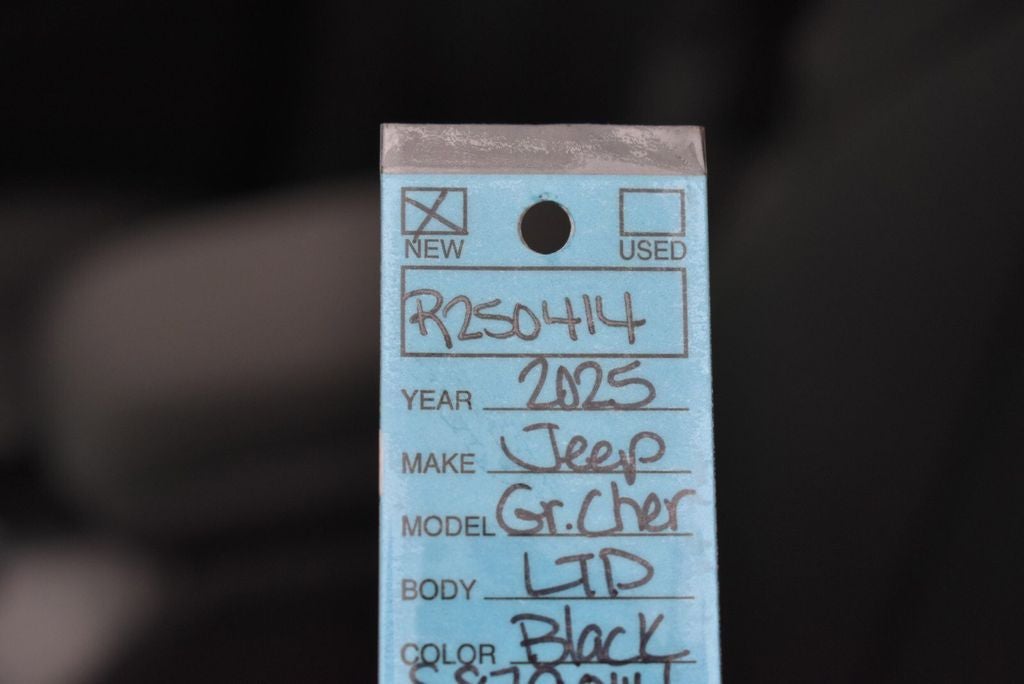 NEW USED
R250414
YEAR 2025
MAKE Jeep
MODEL Gr.Cher
BODY LTD
COLOR Black